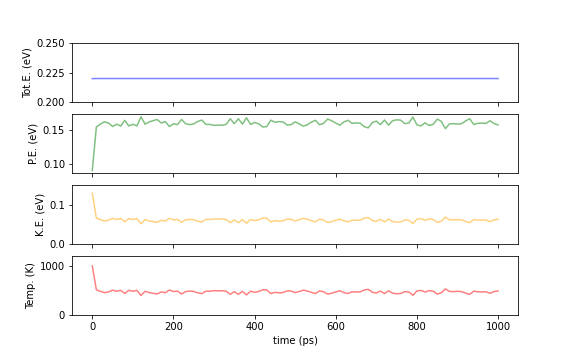 0.250
0.225
0.200
Tot.E. (eV)
0.15
0.10
P.E. (eV)
0.1
0.0
K.E. (eV)
1000
0
Temp. (K)
0 200 400 600 800 1000
time (ps)